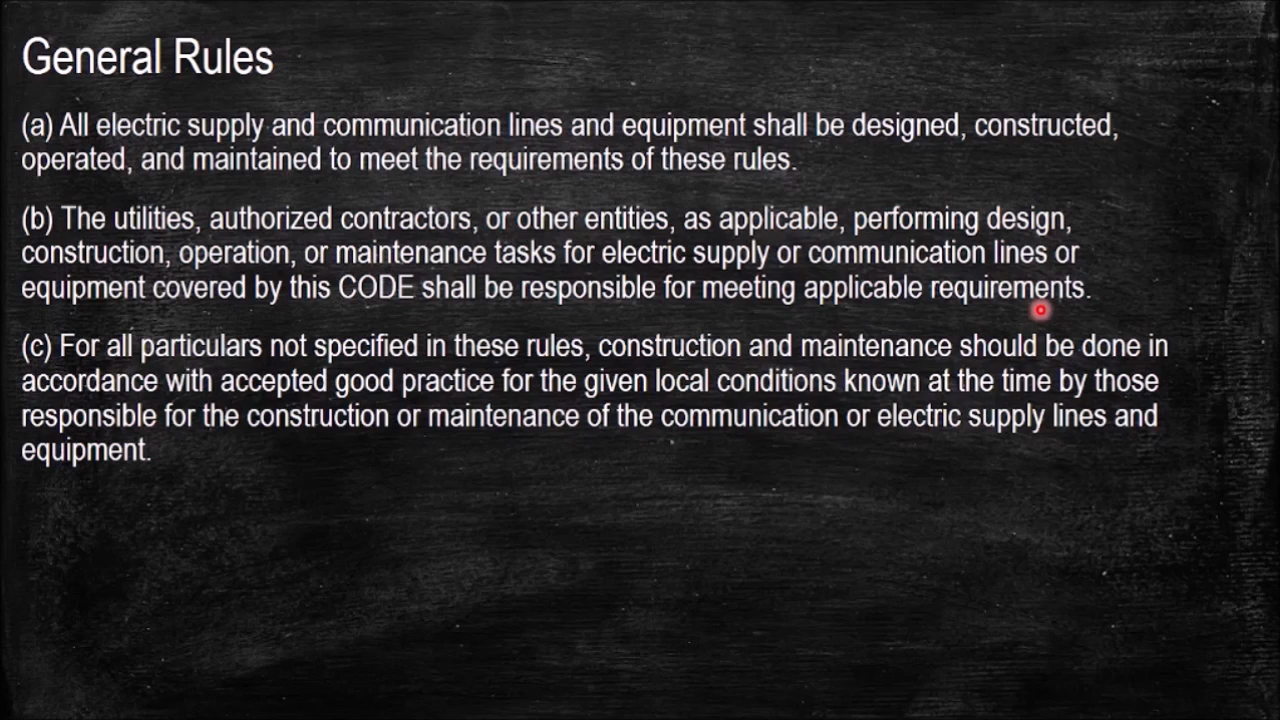 General Rules
(a) All electric supply and communication lines and equipment shall be designed, constructed,
operated, and maintained to meet the requirements of these rules.
(b) The utilities, authorized contractors, or other entities, as applicable, performing design,
construction, operation, or maintenance tasks for electric supply or communication lines or
equipment covered by this CODE shall be responsible for meeting applicable requirements.
(c) For all particulars not specified in these rules, construction and maintenance should be done in
accordance with accepted good practice for the given local conditions known at the time by those
responsible for the construction or maintenance of the communication or electric supply lines and
equipment.